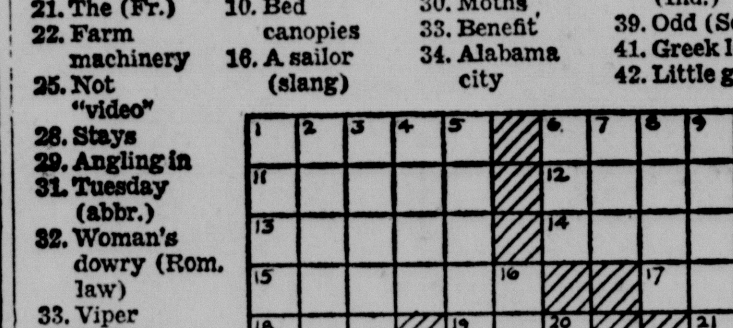 21. The (Fr.)
22. Farm
machinery
25. Not
"video"
28. Stays
29. Angling in
31. Tuesday
(abbr.)
32. Woman's
dowry (Rom.
law)
33. Viper
10. Bed
canopies
16. A sailor
(slang)
30. Moths
33. Benefit
34. Alabama
city
39. Odd
41. Greek
42. Little
1 2 3 4 5 6. 7 8 9
11 12
13 14
15 16 17
18 19 20 21